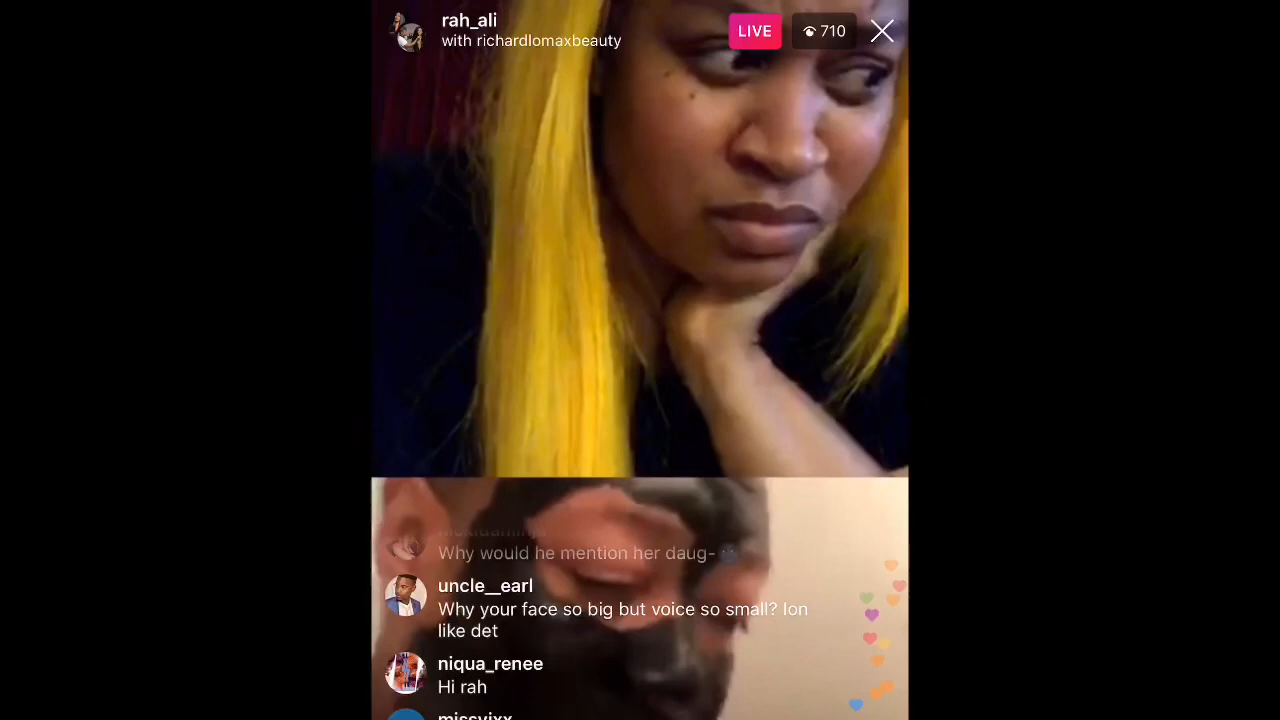 rah_ali
with richardlomaxbeauty
LIVE
710
Why would he mention her daug-
uncle__earl
Why your face so big but voice so small? Ion
like det
niqua_renee
Hi rah
missvixx